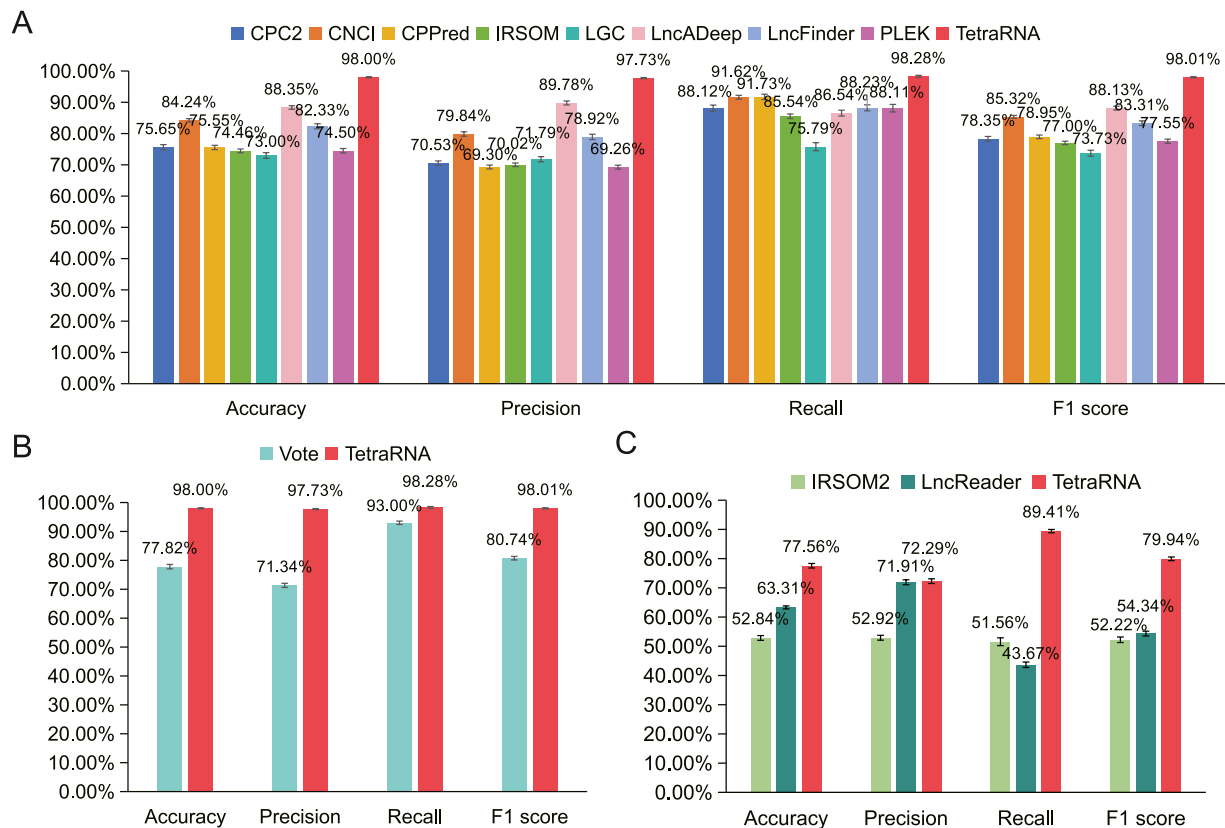 A
CPC2 CNCI CPPred IRSOM LGC LncADeep LncFinder PLEK TetraRNA
100.00%
90.00%
80.00%
70.00%
60.00%
50.00%
40.00%
30.00%
20.00%
10.00%
0.00%
75.65% 84.24% 75.55% 74.46% 73.00% 88.35% 82.33% 74.50% 98.00%
70.53% 79.84% 69.30% 70.02% 71.79% 89.78% 78.92% 69.26% 97.73%
88.12% 91.62% 91.73% 85.54% 75.79% 86.54% 88.23% 88.11% 98.28%
78.35% 85.32% 78.95% 77.00% 73.73% 88.13% 83.31% 77.55% 98.01%
Accuracy Precision Recall F1 score
B
Vote TetraRNA
100.00%
90.00%
80.00%
70.00%
60.00%
50.00%
40.00%
30.00%
20.00%
10.00%
0.00%
77.82% 98.00%
71.34% 97.73%
93.00% 98.28%
80.74% 98.01%
Accuracy Precision Recall F1 score
C
IRSOM2 LncReader TetraRNA
100.00%
90.00%
80.00%
70.00%
60.00%
50.00%
40.00%
30.00%
20.00%
10.00%
0.00%
52.84% 63.31% 77.56%
52.92% 71.91% 72.29%
51.56% 43.67% 89.41%
52.22% 54.34% 79.94%
Accuracy Precision Recall F1 score